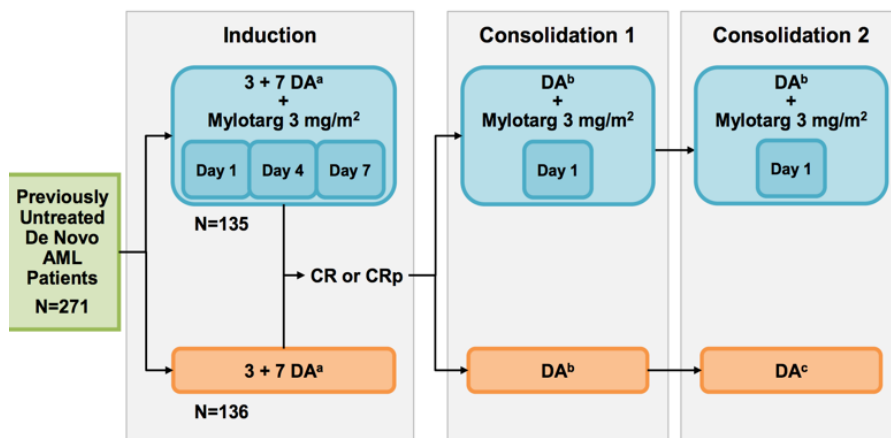 Induction
Consolidation 1
Consolidation 2
Previously
Untreated
De Novo
AML
Patients
N=271
3 + 7 DAᵃ
+
Mylotarg 3 mg/m²
Day 1
Day 4
Day 7
N=135
CR or CRp
3 + 7 DAᵃ
N=136
DAᵇ
+
Mylotarg 3 mg/m²
Day 1
DAᵇ
DAᵇ
+
Mylotarg 3 mg/m²
Day 1
DAᶜ